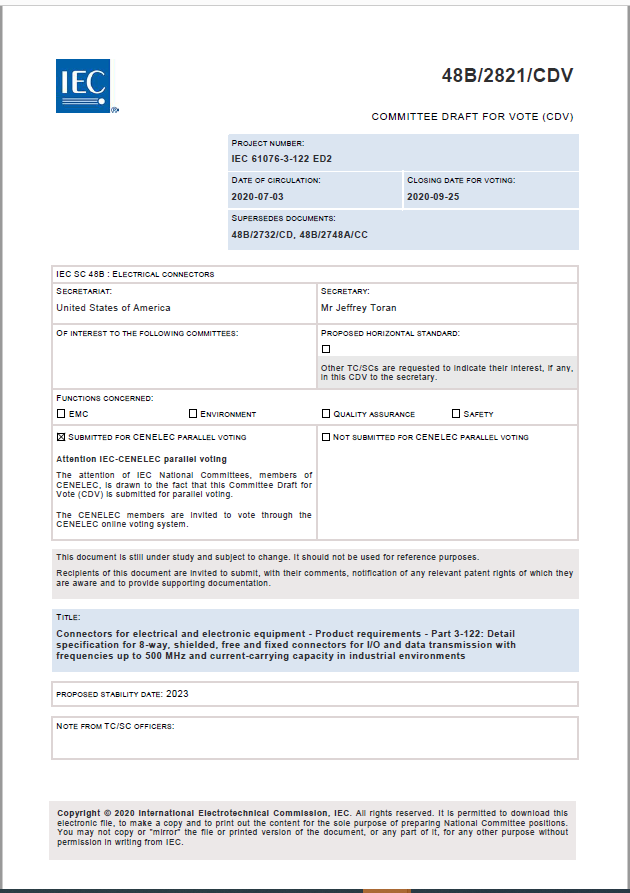 IEC
®
48B/2821/CDV
COMMITTEE DRAFT FOR VOTE (CDV)
PROJECT NUMBER:
IEC 61076-3-122 ED2
DATE OF CIRCULATION:
2020-07-03
CLOSING DATE FOR VOTING:
2020-09-25
SUPERSEDES DOCUMENTS:
48B/2732/CD, 48B/2748A/CC
IEC SC 48B : ELECTRICAL CONNECTORS
SECRETARIAT:
United States of America
SECRETARY:
Mr Jeffrey Toran
OF INTEREST TO THE FOLLOWING COMMITTEES:
PROPOSED HORIZONTAL STANDARD:
Other TC/SCs are requested to indicate their interest, if any,
in this CDV to the secretary.
FUNCTIONS CONCERNED:
EMC
ENVIRONMENT
QUALITY ASSURANCE
SAFETY
SUBMITTED FOR CENELEC PARALLEL VOTING
Attention IEC-CENELEC parallel voting
The attention of IEC National Committees, members of
CENELEC, is drawn to the fact that this Committee Draft for
Vote (CDV) is submitted for parallel voting.
The CENELEC members are invited to vote through the
CENELEC online voting system.
NOT SUBMITTED FOR CENELEC PARALLEL VOTING
This document is still under study and subject to change. It should not be used for reference purposes.
Recipients of this document are invited to submit, with their comments, notification of any relevant patent rights of which they
are aware and to provide supporting documentation.
TITLE:
Connectors for electrical and electronic equipment - Product requirements - Part 3-122: Detail
specification for 8-way, shielded, free and fixed connectors for I/O and data transmission with
frequencies up to 500 MHz and current-carrying capacity in industrial environments
PROPOSED STABILITY DATE: 2023
NOTE FROM TC/SC OFFICERS:
Copyright © 2020 International Electrotechnical Commission, IEC. All rights reserved. It is permitted to download this
electronic file, to make a copy and to print out the content for the sole purpose of preparing National Committee positions.
You may not copy or "mirror" the file or printed version of the document, or any part of it, for any other purpose without
permission in writing from IEC.